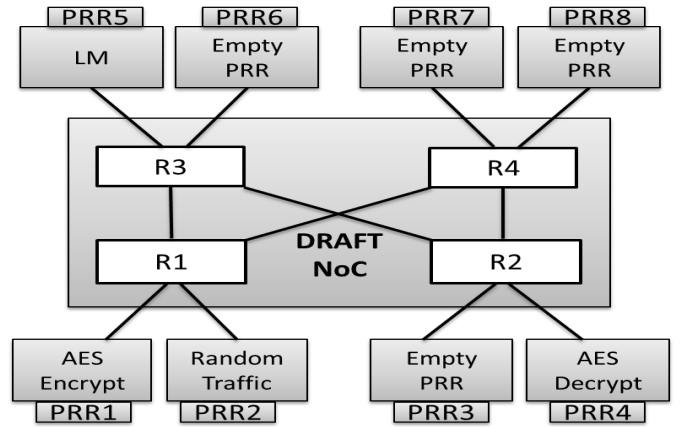 PRR5 PRR6 PRR7 PRR8
LM Empty PRR Empty PRR Empty PRR
R3 R4
DRAFT
NoC
R1 R2
AES Encrypt Random Traffic Empty PRR AES Decrypt
PRR1 PRR2 PRR3 PRR4